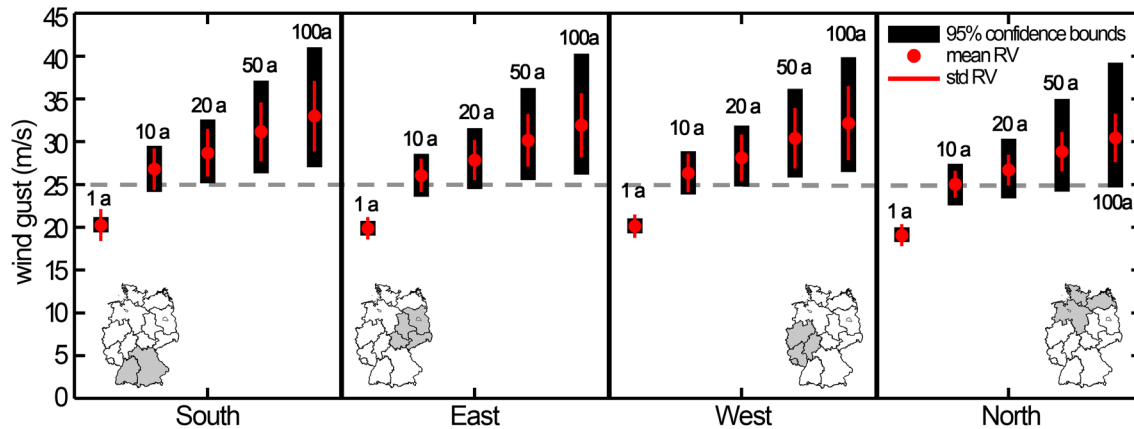 wind gust (m/s)
45
40
35
30
25
20
15
10
5
0
1 a
10 a
20 a
50 a
100a
South
1 a
10 a
20 a
50 a
100a
East
1 a
10 a
20 a
50 a
100a
West
95% confidence bounds
mean RV
std RV
1 a
10 a
20 a
50 a
100a
North